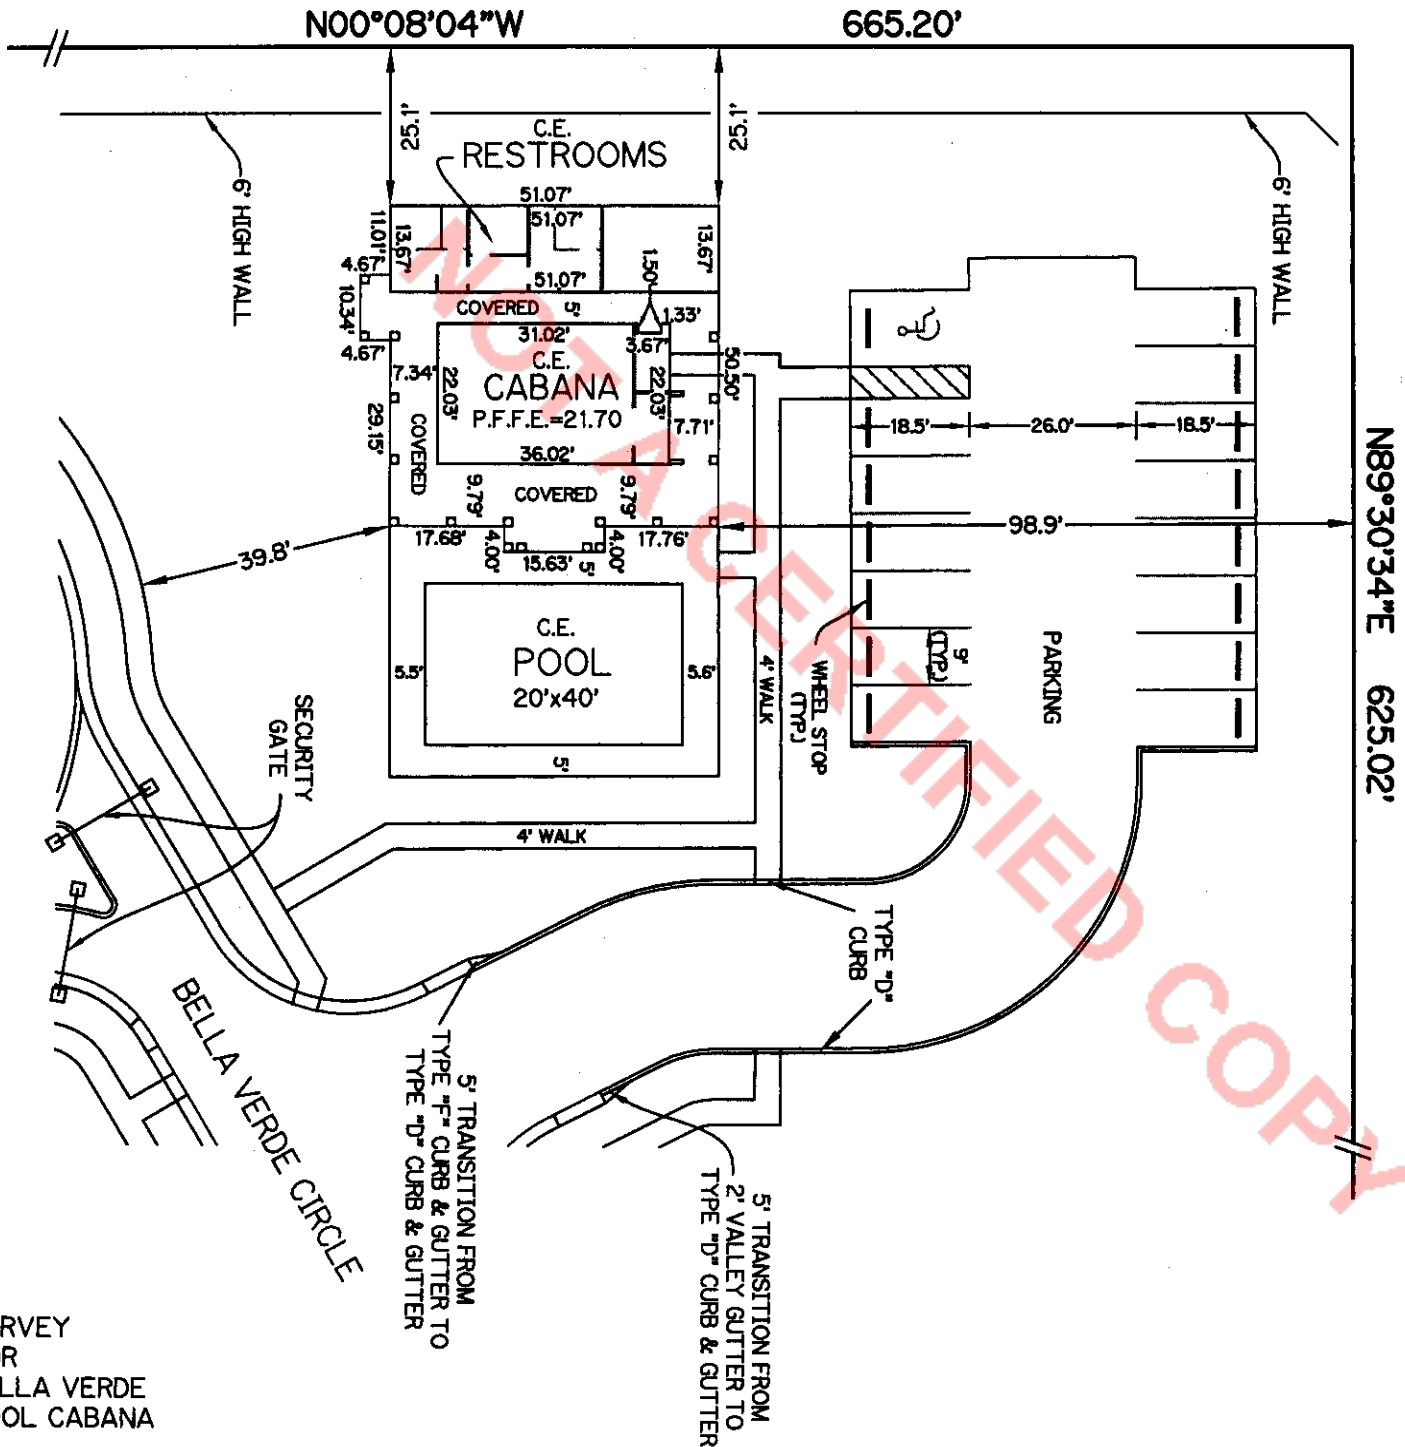 N00°08'04"W 665.20'
N89°30'34"E 625.02'
25.1'
25.1'
6' HIGH WALL
6' HIGH WALL
C.E.
RESTROOMS
51.07'
51.07'
51.07'
11.01'
13.67'
13.67'
4.67'
10.34'
4.67'
1.50'
COVERED
5'
1.33'
31.02'
3.67'
C.E.
CABANA
P.F.F.E.=21.70
7.34'
22.03'
22.03'
50.50'
7.71'
29.15'
COVERED
36.02'
9.79'
COVERED
9.79'
17.68'
4.00'
15.63'
5'
4.00'
17.76'
39.8'
98.9'
18.5'
26.0'
18.5'
C.E.
POOL
20'x40'
5.5'
5.6'
5'
4' WALK
4' WALK
WHEEL STOP
(TYP.)
9'
(TYP.)
PARKING
SECURITY
GATE
TYPE "D"
CURB
BELLA VERDE CIRCLE
5' TRANSITION FROM
TYPE "F" CURB & GUTTER TO
TYPE "D" CURB & GUTTER
5' TRANSITION FROM
2' VALLEY GUTTER TO
TYPE "D" CURB & GUTTER
RVEY
R
LLA VERDE
OL CABANA
NOT A CERTIFIED COPY